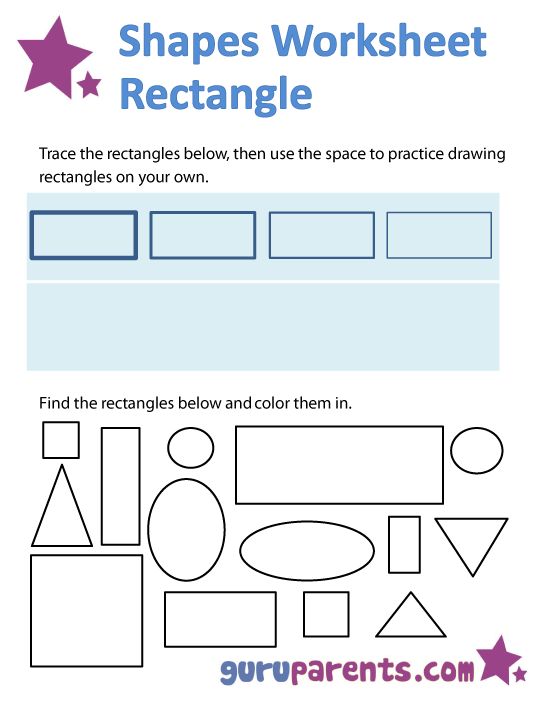 Shapes Worksheet
Rectangle
Trace the rectangles below, then use the space to practice drawing
rectangles on your own.
Find the rectangles below and color them in.
guruparents.com